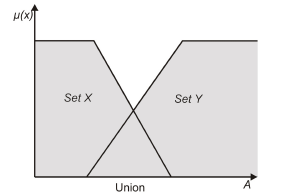 μ(x)
Set X
Set Y
A
Union